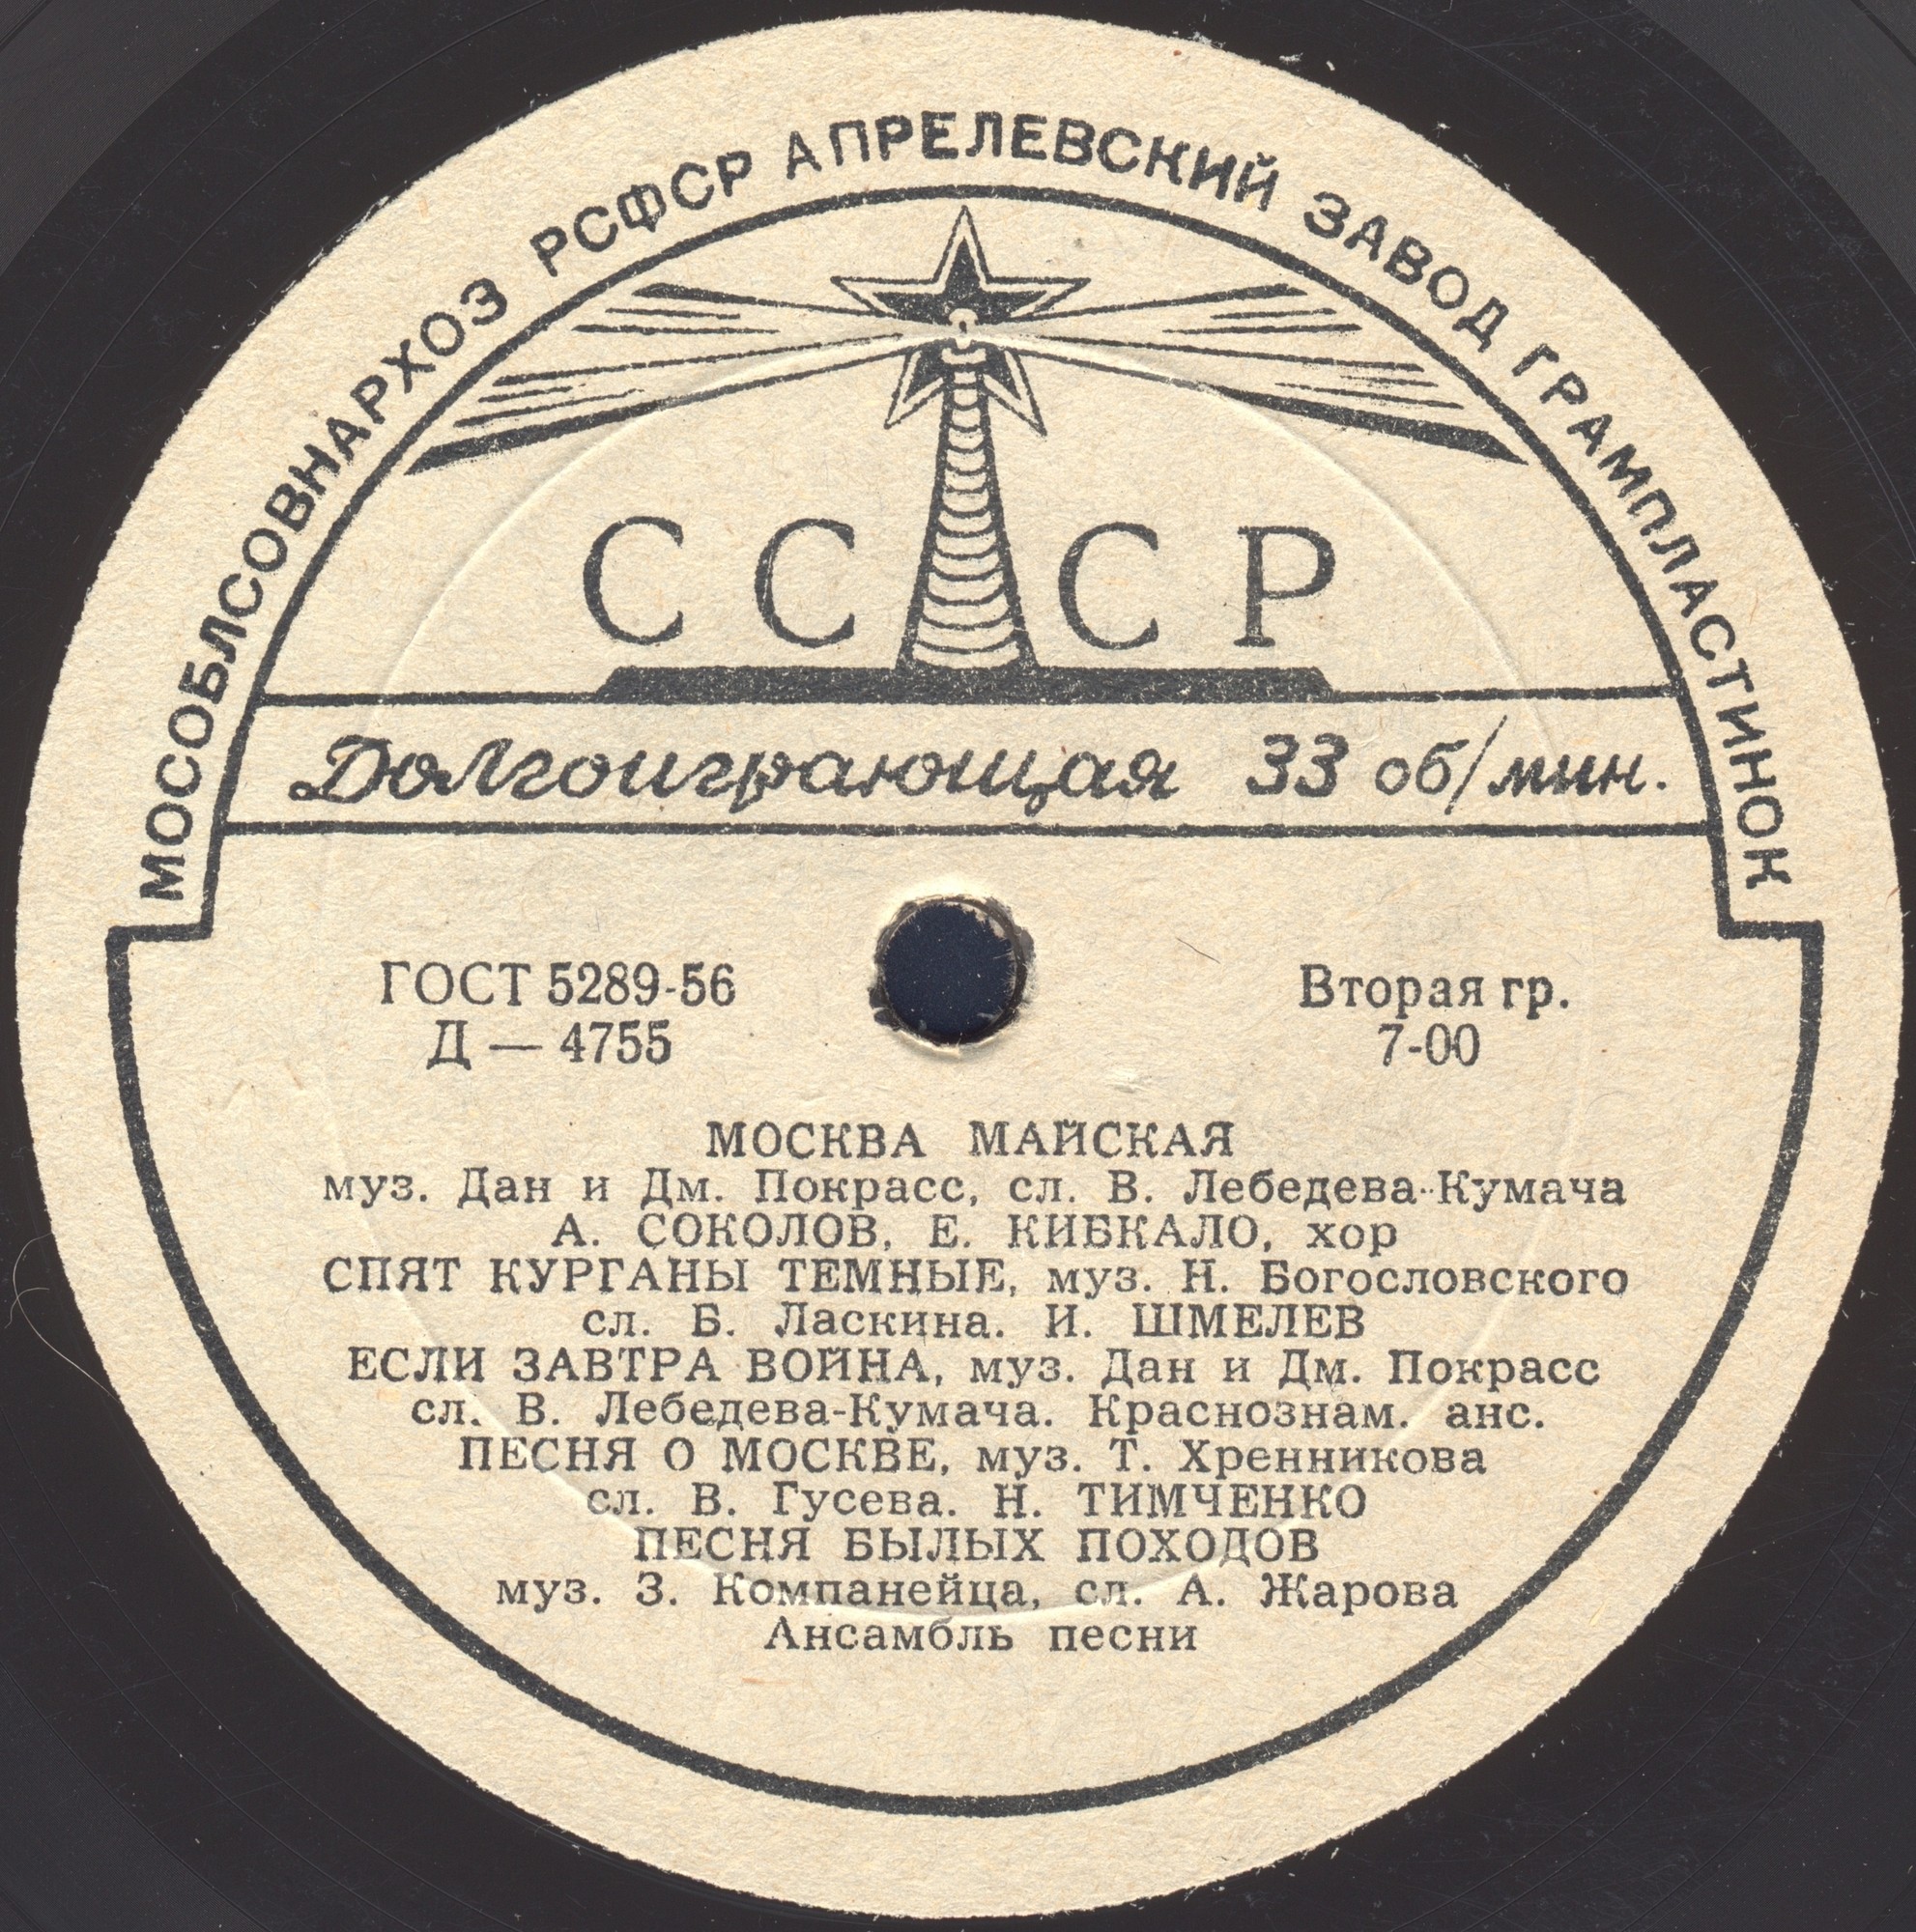 МОСОБЛСОВНАРХОЗ РСФСР АПРЕЛЕВСКИЙ ЗАВОД ГРАМПЛАСТИНОК
СССР
Долгоиграющая 33 об/мин.
ГОСТ 5289-56
Д — 4755
Вторая гр.
7-00
МОСКВА МАЙСКАЯ
муз. Дан и Дм. Покрасс, сл. В. Лебедева-Кумача
А. СОКОЛОВ, Е. КИБКАЛО, хор
СПЯТ КУРГАНЫ ТЕМНЫЕ, муз. Н. Богословского
сл. Б. Ласкина. И. ШМЕЛЕВ
ЕСЛИ ЗАВТРА ВОЙНА, муз. Дан и Дм. Покрасс
сл. В. Лебедева-Кумача. Краснознам. анс.
ПЕСНЯ О МОСКВЕ, муз. Т. Хренникова
сл. В. Гусева. Н. ТИМЧЕНКО
ПЕСНЯ БЫЛЫХ ПОХОДОВ
муз. З. Компанейца, сл. А. Жарова
Ансамбль песни